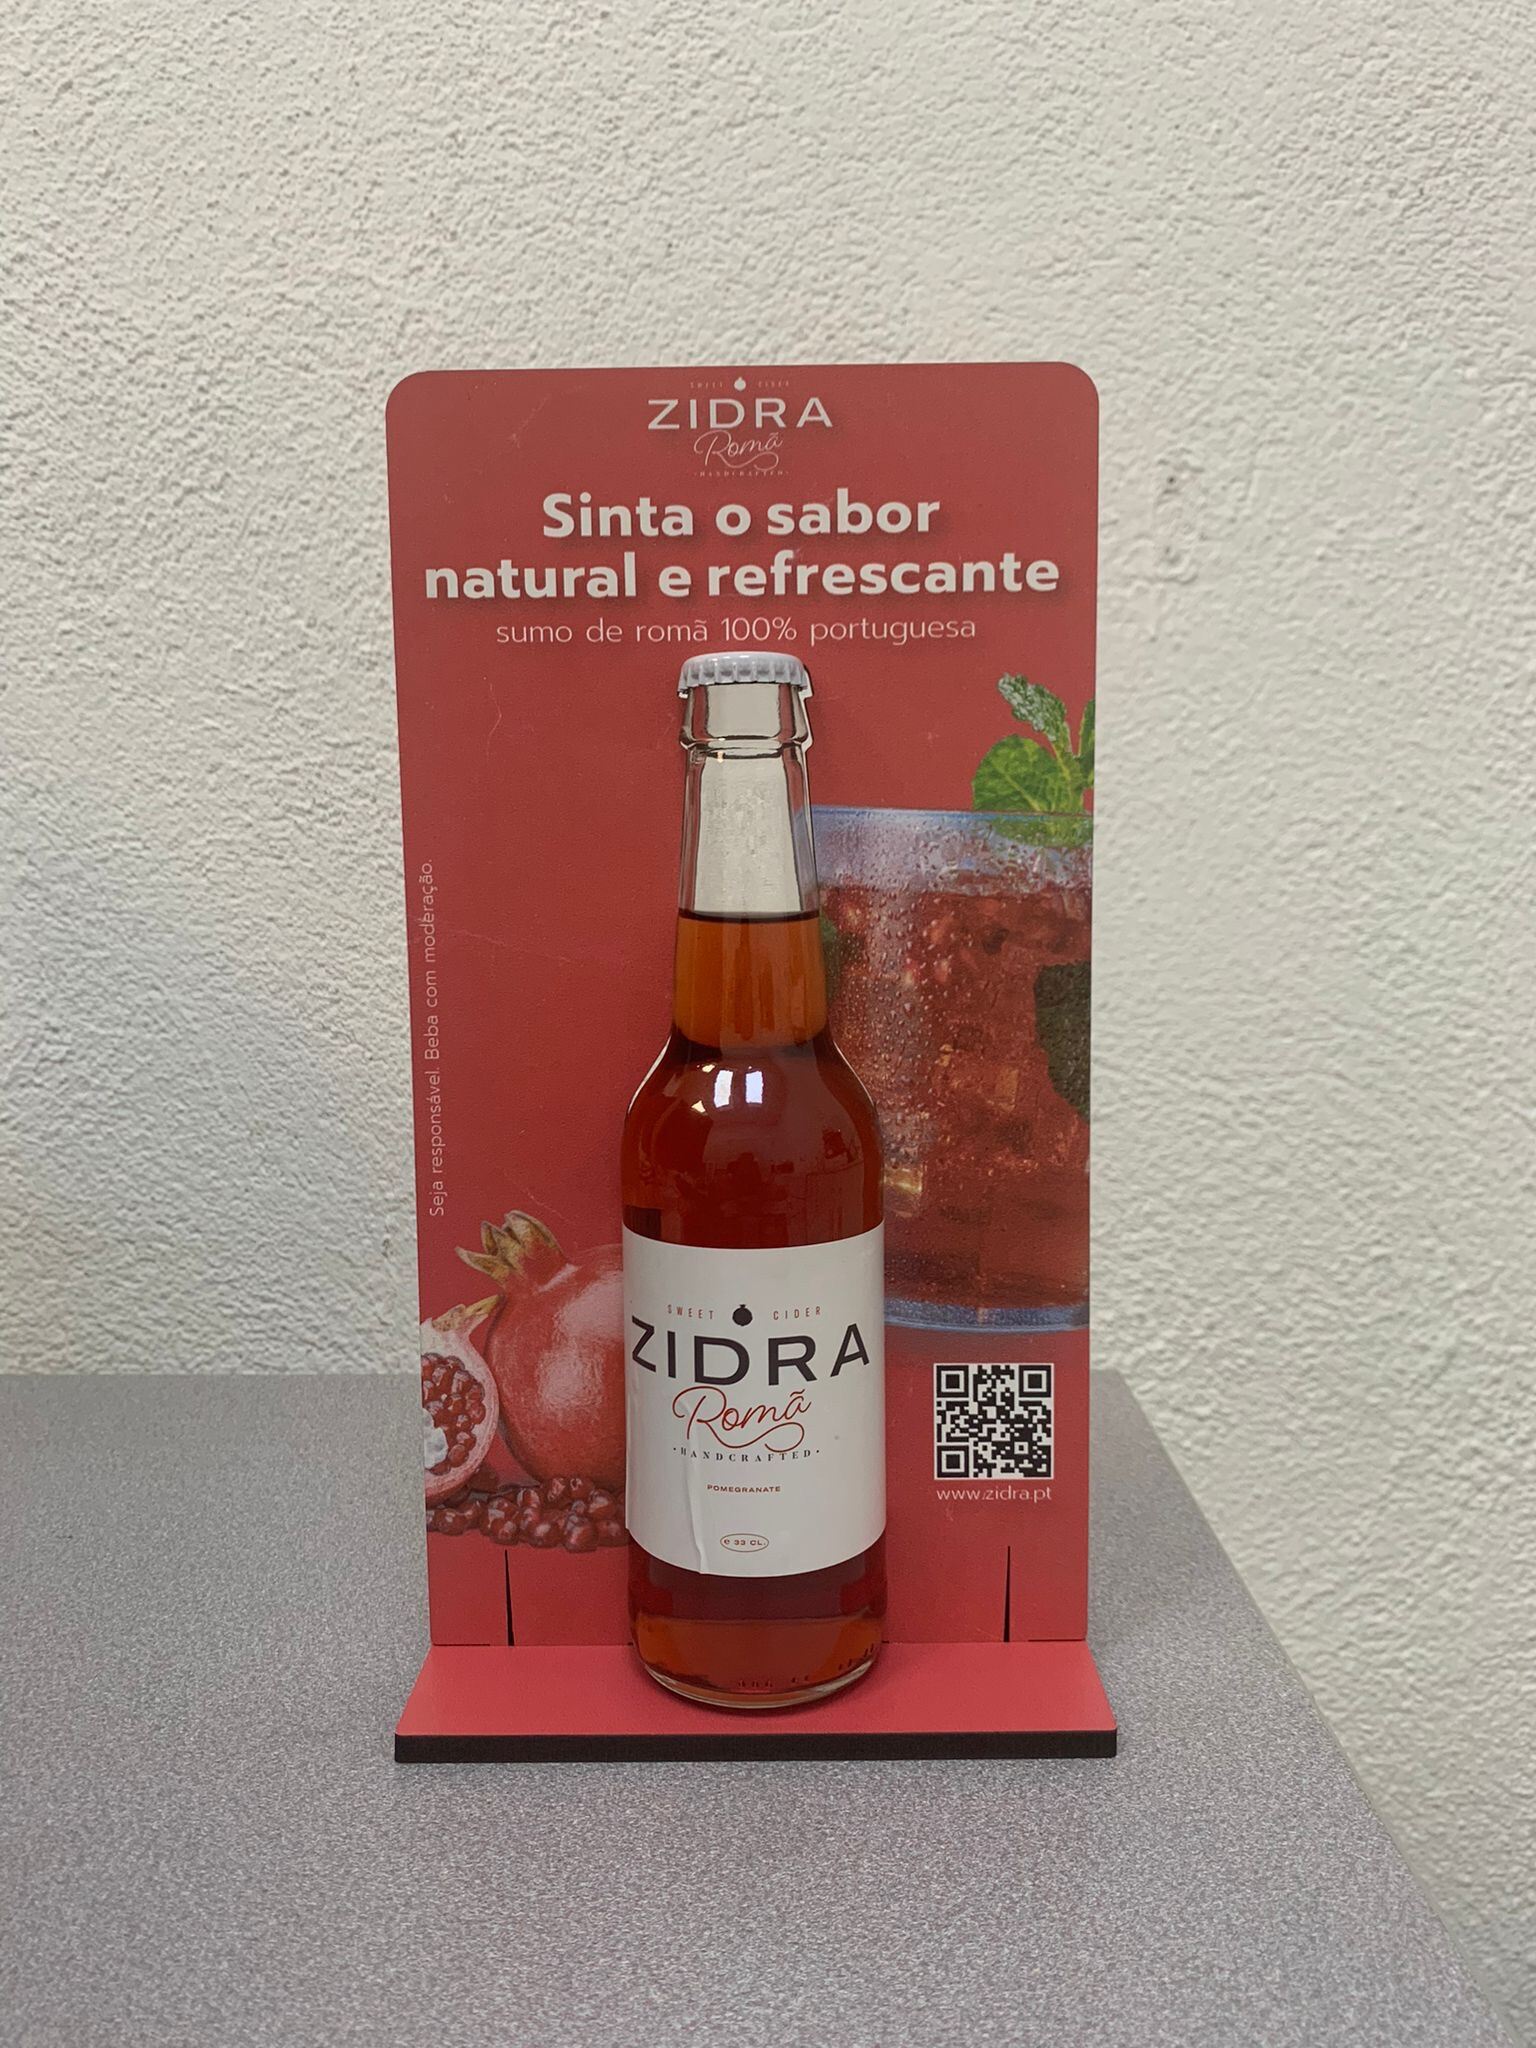 SWEET CIDER
ZIDRA
Romã
·HANDCRAFTED·
Sinta o sabor
natural e refrescante
sumo de romã 100% portuguesa
Seja responsável. Beba com moderação.
SWEET CIDER
ZIDRA
Romã
·HANDCRAFTED·
POMEGRANATE
e 33 CL.
www.zidra.pt